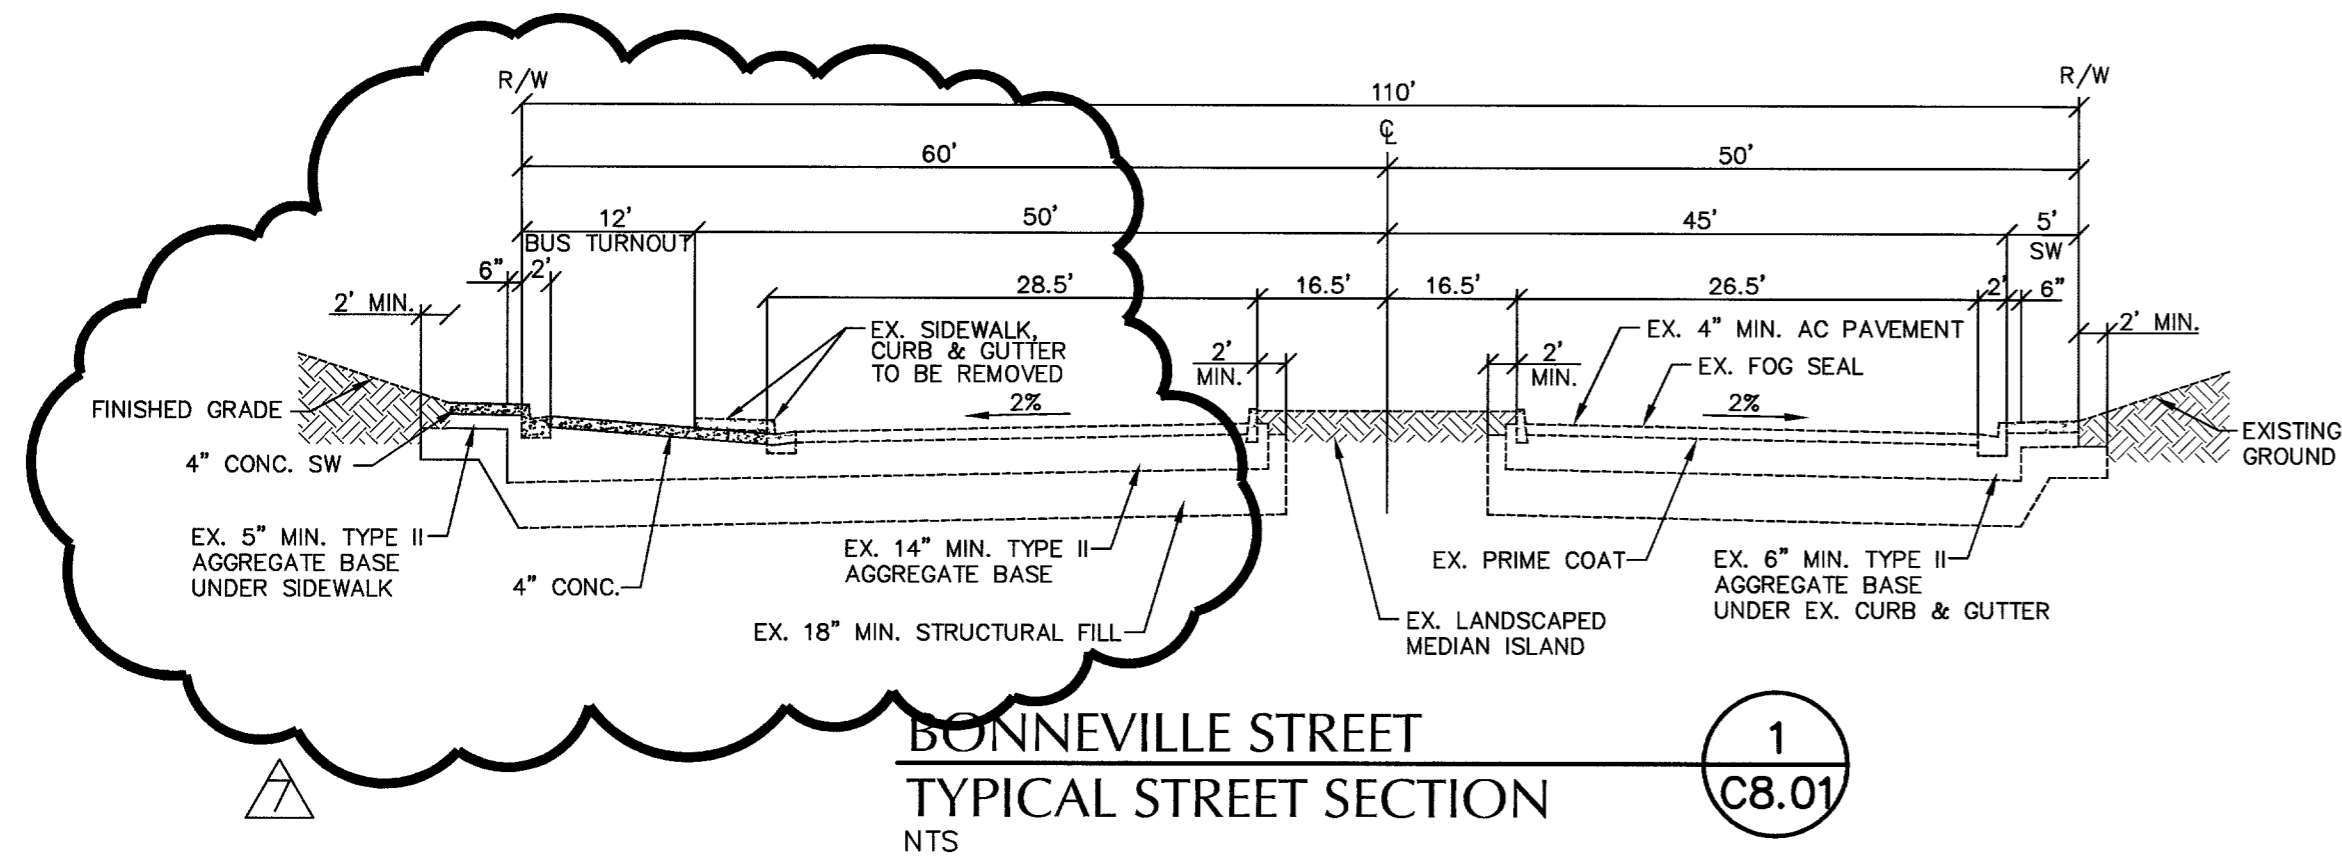 R/W
R/W
110'
℄
60'
50'
12'
50'
45'
5'
BUS TURNOUT
SW
6"
2'
28.5'
16.5'
16.5'
26.5'
2'
6"
2' MIN.
EX. SIDEWALK,
CURB & GUTTER
TO BE REMOVED
2'
MIN.
2'
MIN.
EX. 4" MIN. AC PAVEMENT
EX. FOG SEAL
2' MIN.
FINISHED GRADE
2%
2%
4" CONC. SW
EXISTING
GROUND
EX. 5" MIN. TYPE II
AGGREGATE BASE
UNDER SIDEWALK
4" CONC.
EX. 14" MIN. TYPE II
AGGREGATE BASE
EX. PRIME COAT
EX. 6" MIN. TYPE II
AGGREGATE BASE
UNDER EX. CURB & GUTTER
EX. 18" MIN. STRUCTURAL FILL
EX. LANDSCAPED
MEDIAN ISLAND
BONNEVILLE STREET
TYPICAL STREET SECTION
NTS
1
C8.01
7